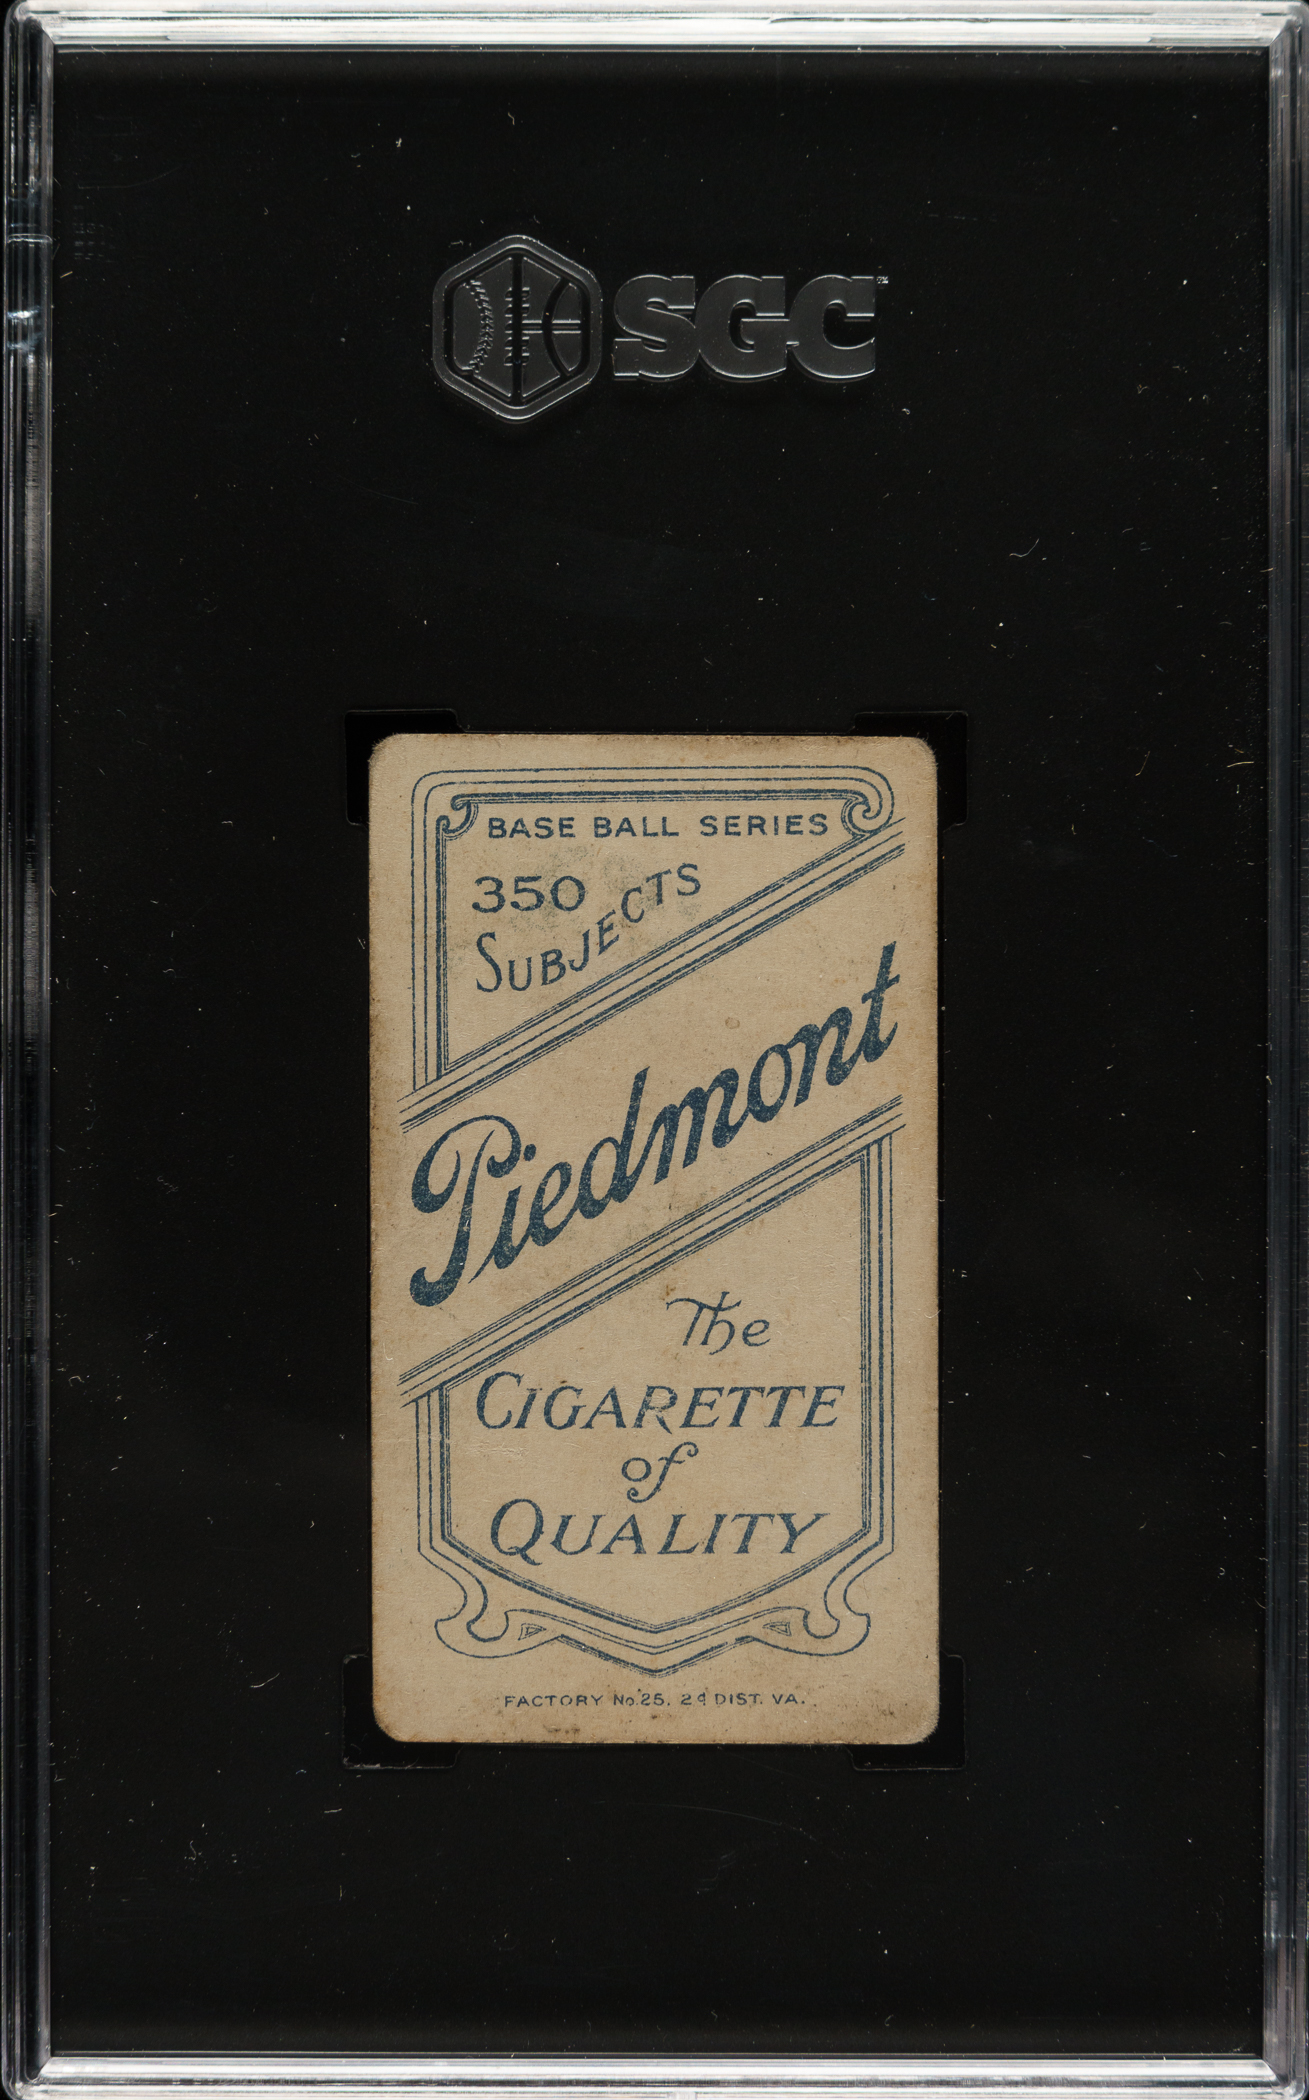 SGC
BASE BALL SERIES
350
SUBJECTS
Piedmont
The
CIGARETTE
of
QUALITY
FACTORY No 25. 2d DIST. VA.